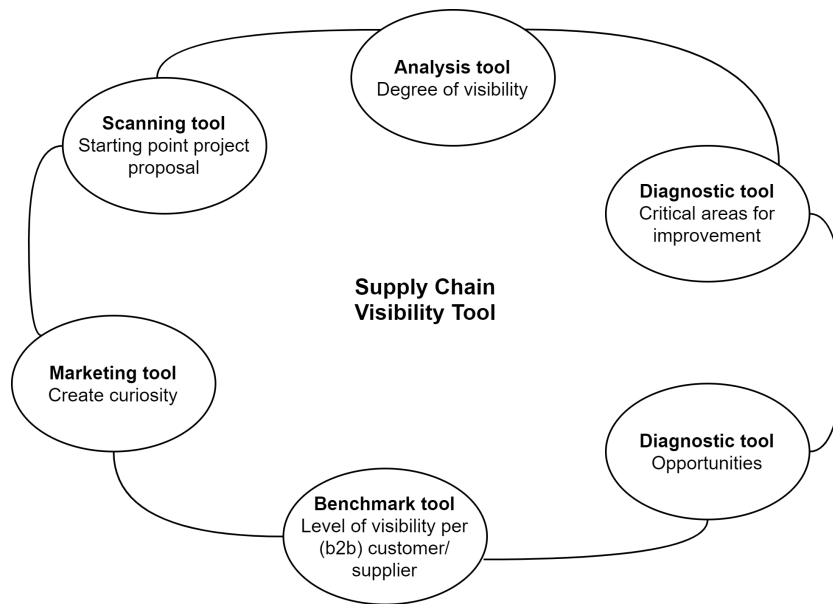 Analysis tool
Degree of visibility
Scanning tool
Starting point project
proposal
Diagnostic tool
Critical areas for
improvement
Supply Chain
Visibility Tool
Marketing tool
Create curiosity
Diagnostic tool
Opportunities
Benchmark tool
Level of visibility per
(b2b) customer/
supplier